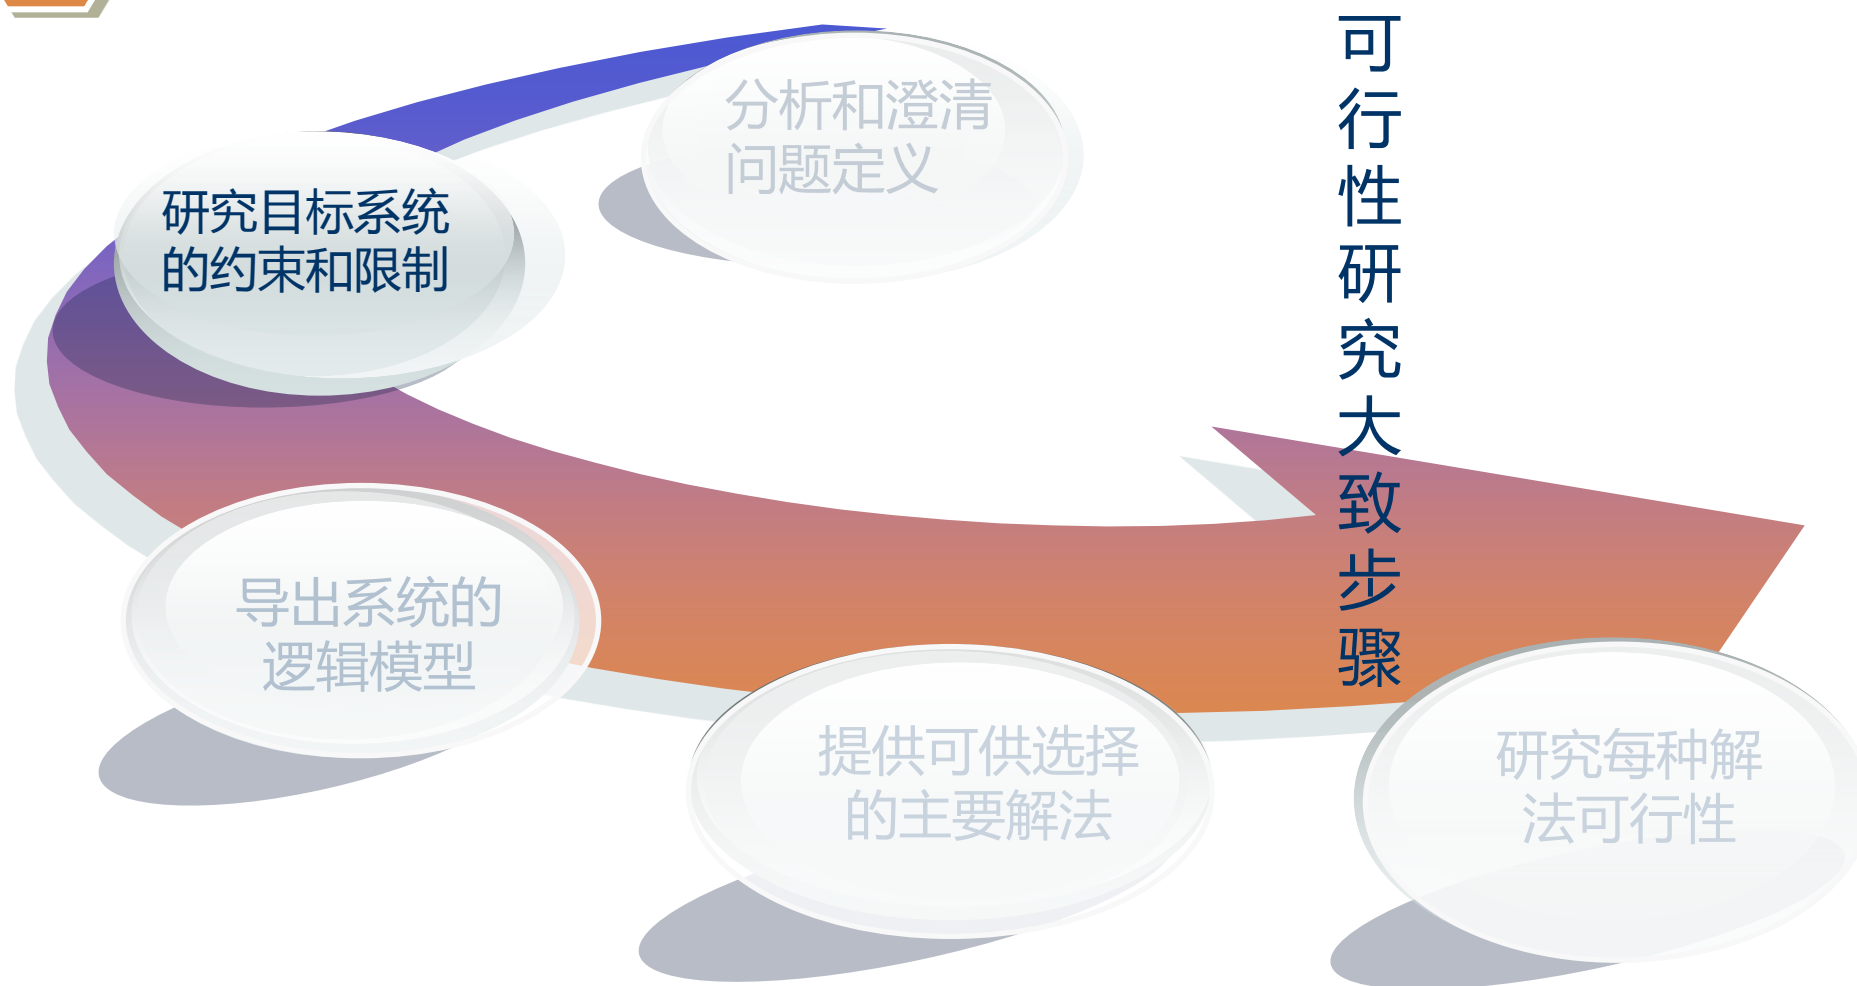 可行性研究大致步骤
分析和澄清
问题定义
研究目标系统
的约束和限制
导出系统的
逻辑模型
提供可供选择
的主要解法
研究每种解
法可行性